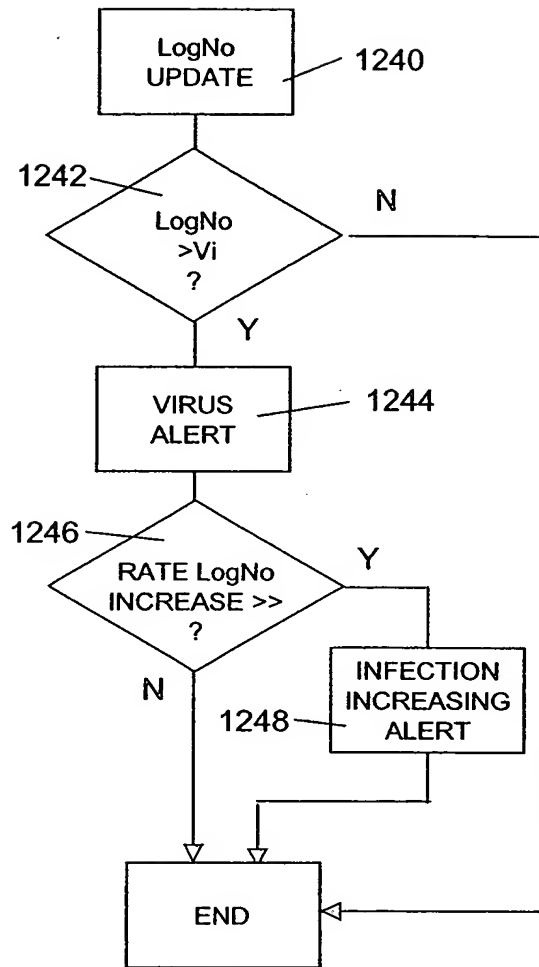 LogNo
UPDATE
1240
1242
LogNo
>Vi
?
N
Y
VIRUS
ALERT
1244
1246
RATE LogNo
INCREASE >>
?
Y
N
INFECTION
INCREASING
ALERT
1248
END